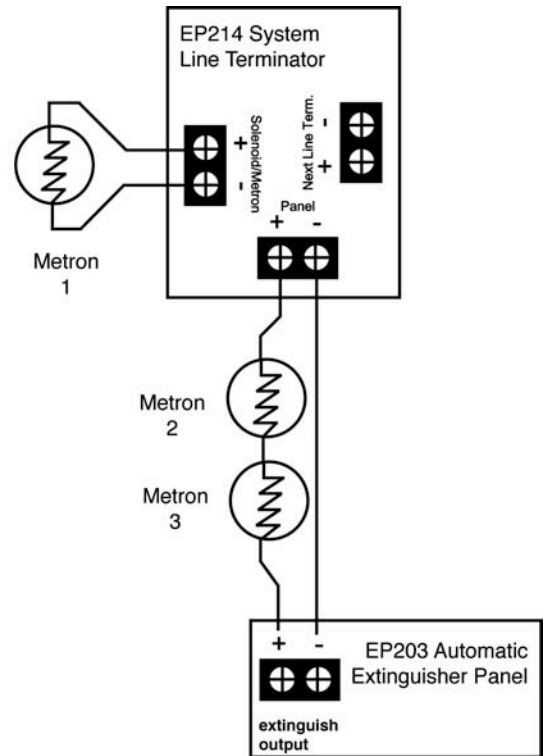 EP214 System
Line Terminator
+
-
Solenoid/Metron
Next Line Term.
-
+
Metron
1
Panel
+ -
Metron
2
Metron
3
+ -
EP203 Automatic
Extinguisher Panel
extinguish
output